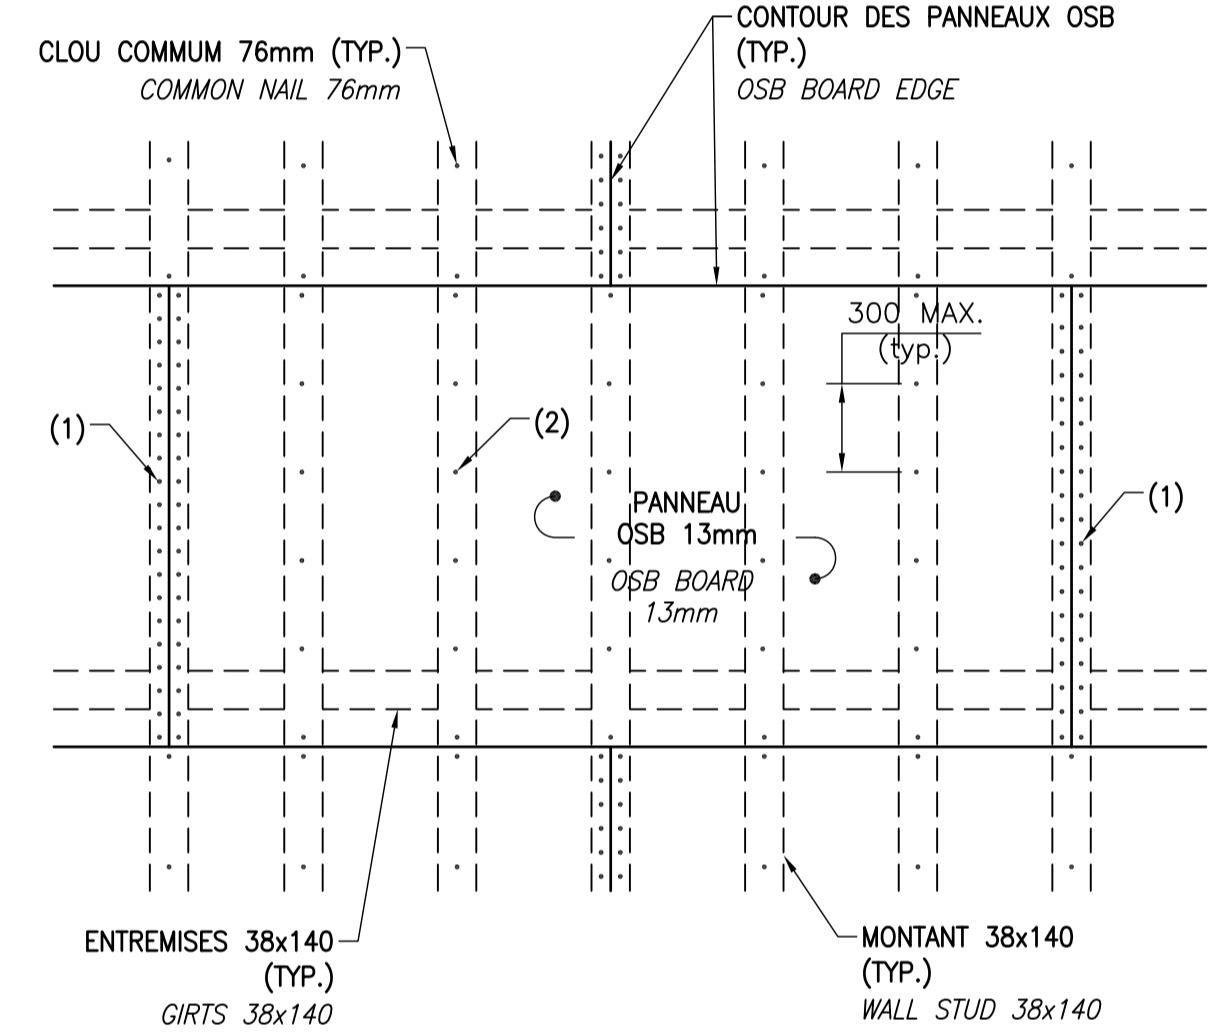 CONTOUR DES PANNEAUX OSB
(TYP.)
OSB BOARD EDGE
CLOU COMMUM 76mm (TYP.)
COMMON NAIL 76mm
300 MAX.
(typ.)
(1)
(2)
(1)
PANNEAU
OSB 13mm
OSB BOARD
13mm
ENTREMISES 38x140
(TYP.)
GIRTS 38x140
MONTANT 38x140
(TYP.)
WALL STUD 38x140